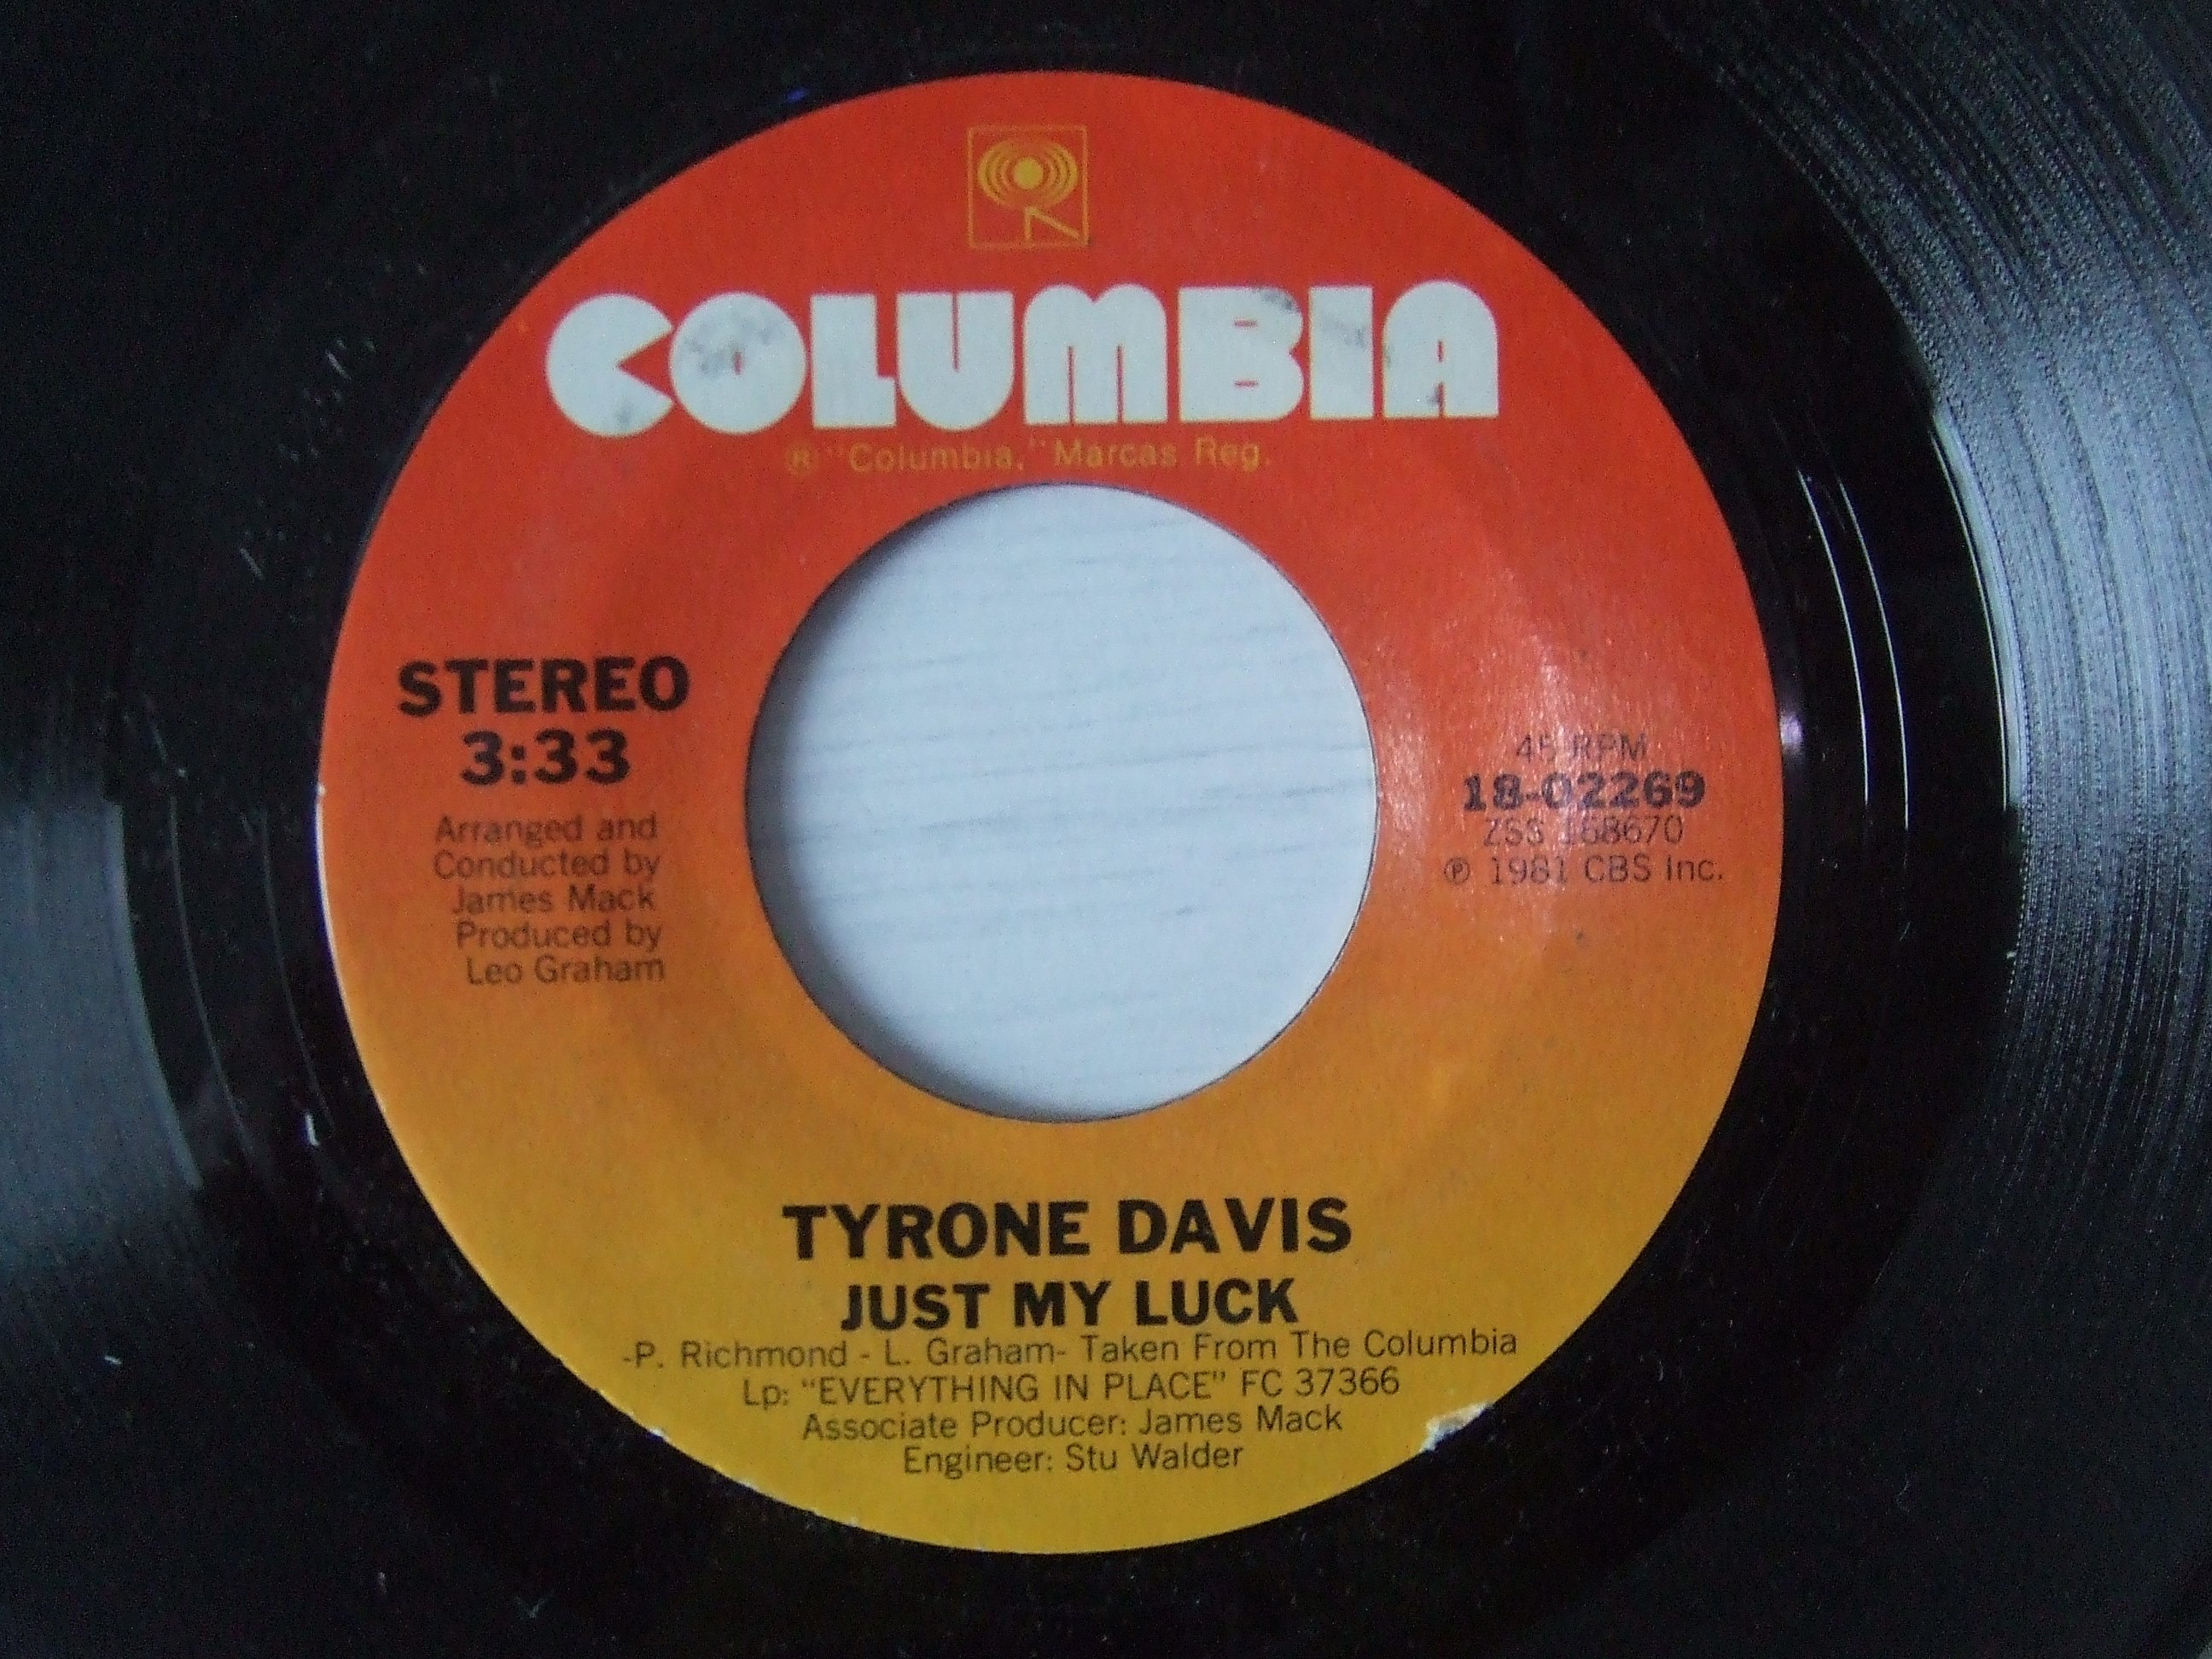 COLUMBIA
® "Columbia," Marcas Reg.
STEREO
3:33
Arranged and
Conducted by
James Mack
Produced by
Leo Graham
45 RPM
18-02269
ZSS 168670
℗ 1981 CBS Inc.
TYRONE DAVIS
JUST MY LUCK
-P. Richmond - L. Graham- Taken From The Columbia
Lp: "EVERYTHING IN PLACE" FC 37366
Associate Producer: James Mack
Engineer: Stu Walder